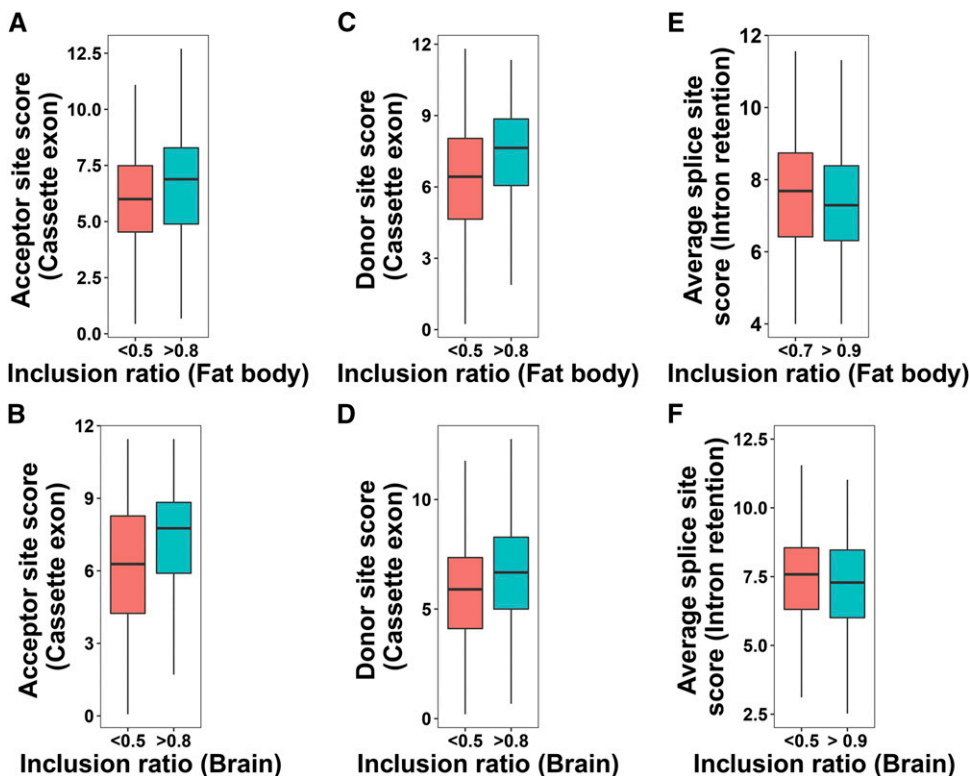 A
Acceptor site score
(Cassette exon)
12.5
10.0
7.5
5.0
2.5
0.0
<0.5 >0.8
Inclusion ratio (Fat body)
C
Donor site score
(Cassette exon)
12
9
6
3
0
<0.5 >0.8
Inclusion ratio (Fat body)
E
Average splice site
score (Intron retention)
12
10
8
6
4
<0.7 > 0.9
Inclusion ratio (Fat body)
B
Acceptor site score
(Cassette exon)
12
9
6
3
0
<0.5 >0.8
Inclusion ratio (Brain)
D
Donor site score
(Cassette exon)
10
5
0
<0.5 >0.8
Inclusion ratio (Brain)
F
Average splice site
score (Intron retention)
12.5
10.0
7.5
5.0
2.5
<0.5 > 0.9
Inclusion ratio (Brain)